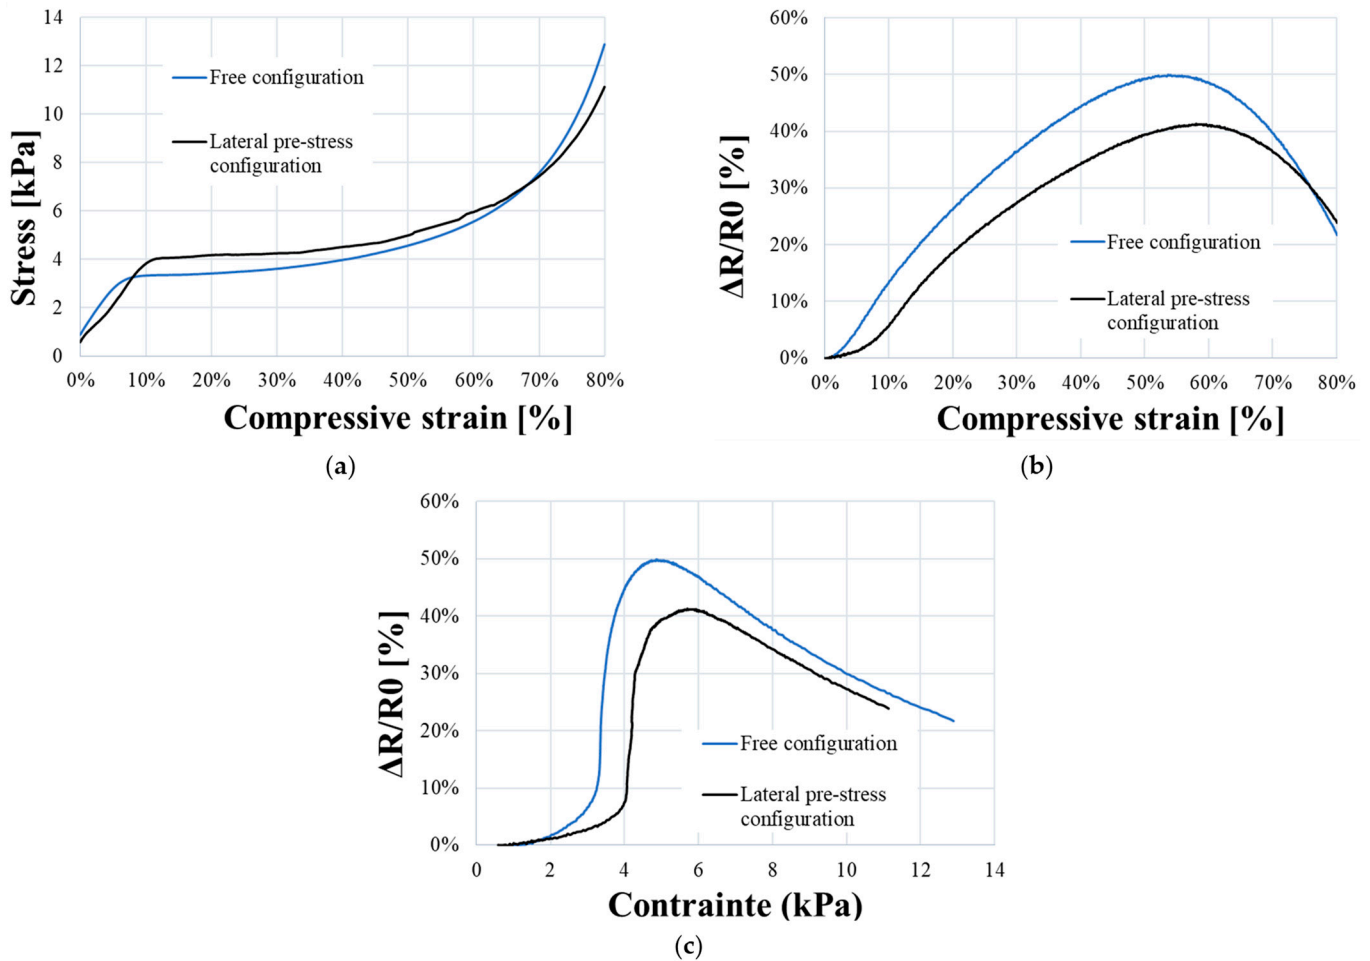 14
12
10
8
6
4
2
0
Stress [kPa]
Free configuration
Lateral pre-stress
configuration
0% 10% 20% 30% 40% 50% 60% 70% 80%
Compressive strain [%]
(a)
60%
50%
40%
30%
20%
10%
0%
ΔR/R0 [%]
Free configuration
Lateral pre-stress
configuration
0% 10% 20% 30% 40% 50% 60% 70% 80%
Compressive strain [%]
(b)
60%
50%
40%
30%
20%
10%
0%
ΔR/R0 [%]
Free configuration
Lateral pre-stress
configuration
0 2 4 6 8 10 12 14
Contrainte (kPa)
(c)